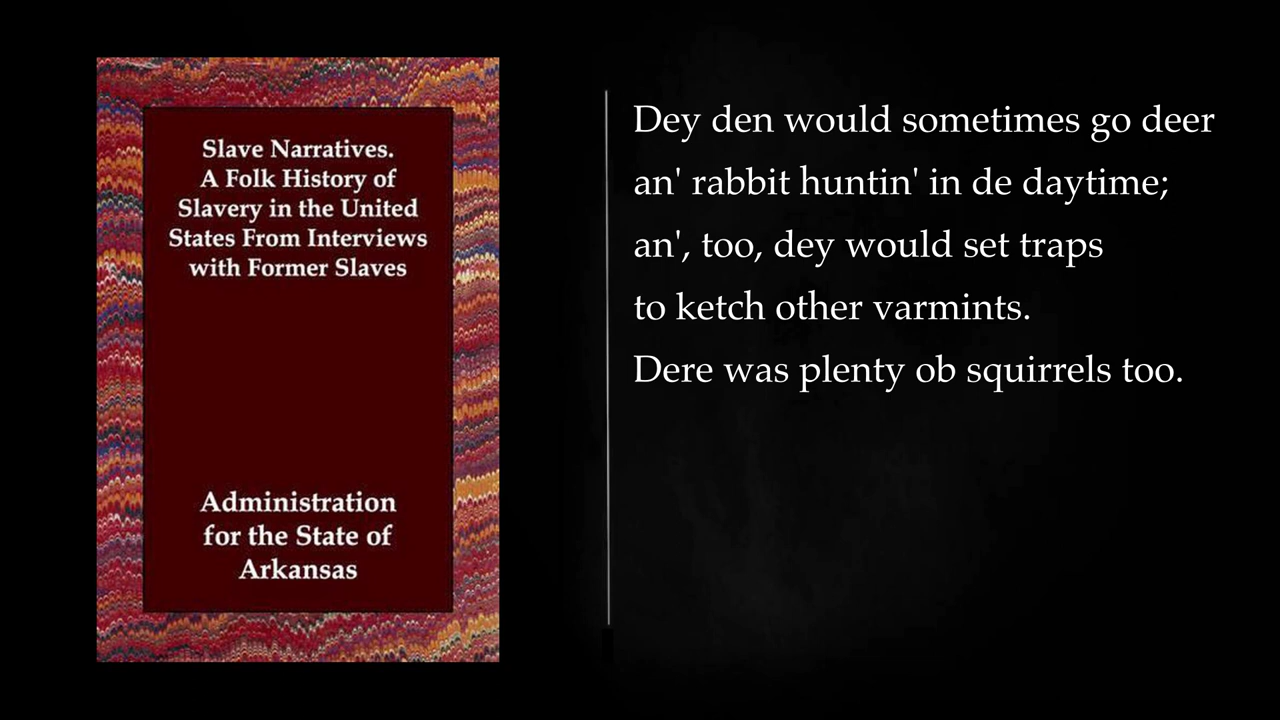 Slave Narratives.
A Folk History of
Slavery in the United
States From Interviews
with Former Slaves
Administration
for the State of
Arkansas
Dey den would sometimes go deer
an' rabbit huntin' in de daytime;
an', too, dey would set traps
to ketch other varmints.
Dere was plenty ob squirrels too.